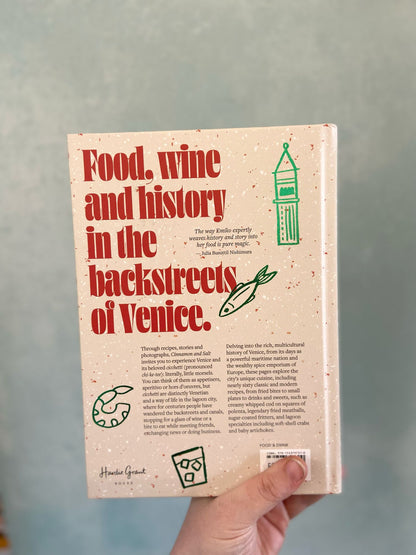 Food, wine
and history
in the
backstreets
of Venice.
The way Emiko expertly
weaves history and story into
her food is pure magic.
— Julia Busuttil Nishimura
Through recipes, stories and
photographs, Cinnamon and Salt
invites you to experience Venice and
its beloved cicchetti (pronounced
chi-ke-tee); literally, little morsels.
You can think of them as appetisers,
aperitivo or hors d'oeuvres, but
cicchetti are distinctly Venetian
and a way of life in the lagoon city,
where for centuries people have
wandered the backstreets and canals,
stopping for a glass of wine or a
bite to eat while meeting friends,
exchanging news or doing business.
Delving into the rich, multicultural
history of Venice, from its days as
a powerful maritime nation and
the wealthy spice emporium of
Europe, these pages explore the
city's unique cuisine, including
nearly sixty classic and modern
recipes, from fried bites to small
plates to drinks and sweets, such as
creamy whipped cod on squares of
polenta, legendary fried meatballs,
sugar-coated fritters, and lagoon
specialties including soft-shell crabs
and baby artichokes.
FOOD & DRINK
Hardie Grant
BOOKS